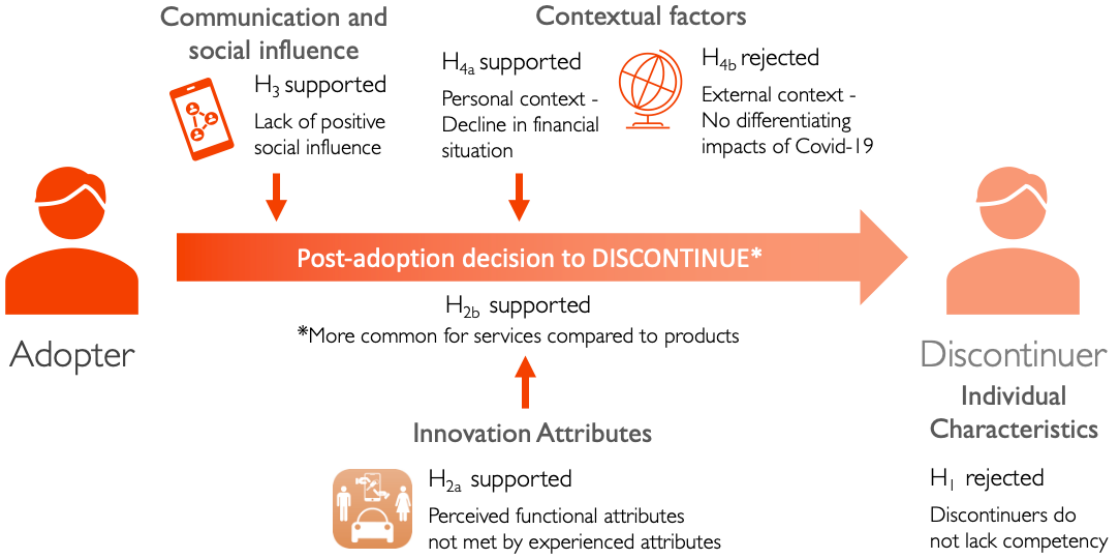 Communication and
social influence
H₃ supported
Lack of positive
social influence
Contextual factors
H₄ₐ supported
Personal context -
Decline in financial
situation
H₄b rejected
External context -
No differentiating
impacts of Covid-19
Post-adoption decision to DISCONTINUE*
H₂b supported
*More common for services compared to products
Adopter
Discontinuer
Innovation Attributes
H₂ₐ supported
Perceived functional attributes
not met by experienced attributes
Individual
Characteristics
H₁ rejected
Discontinuers do
not lack competency